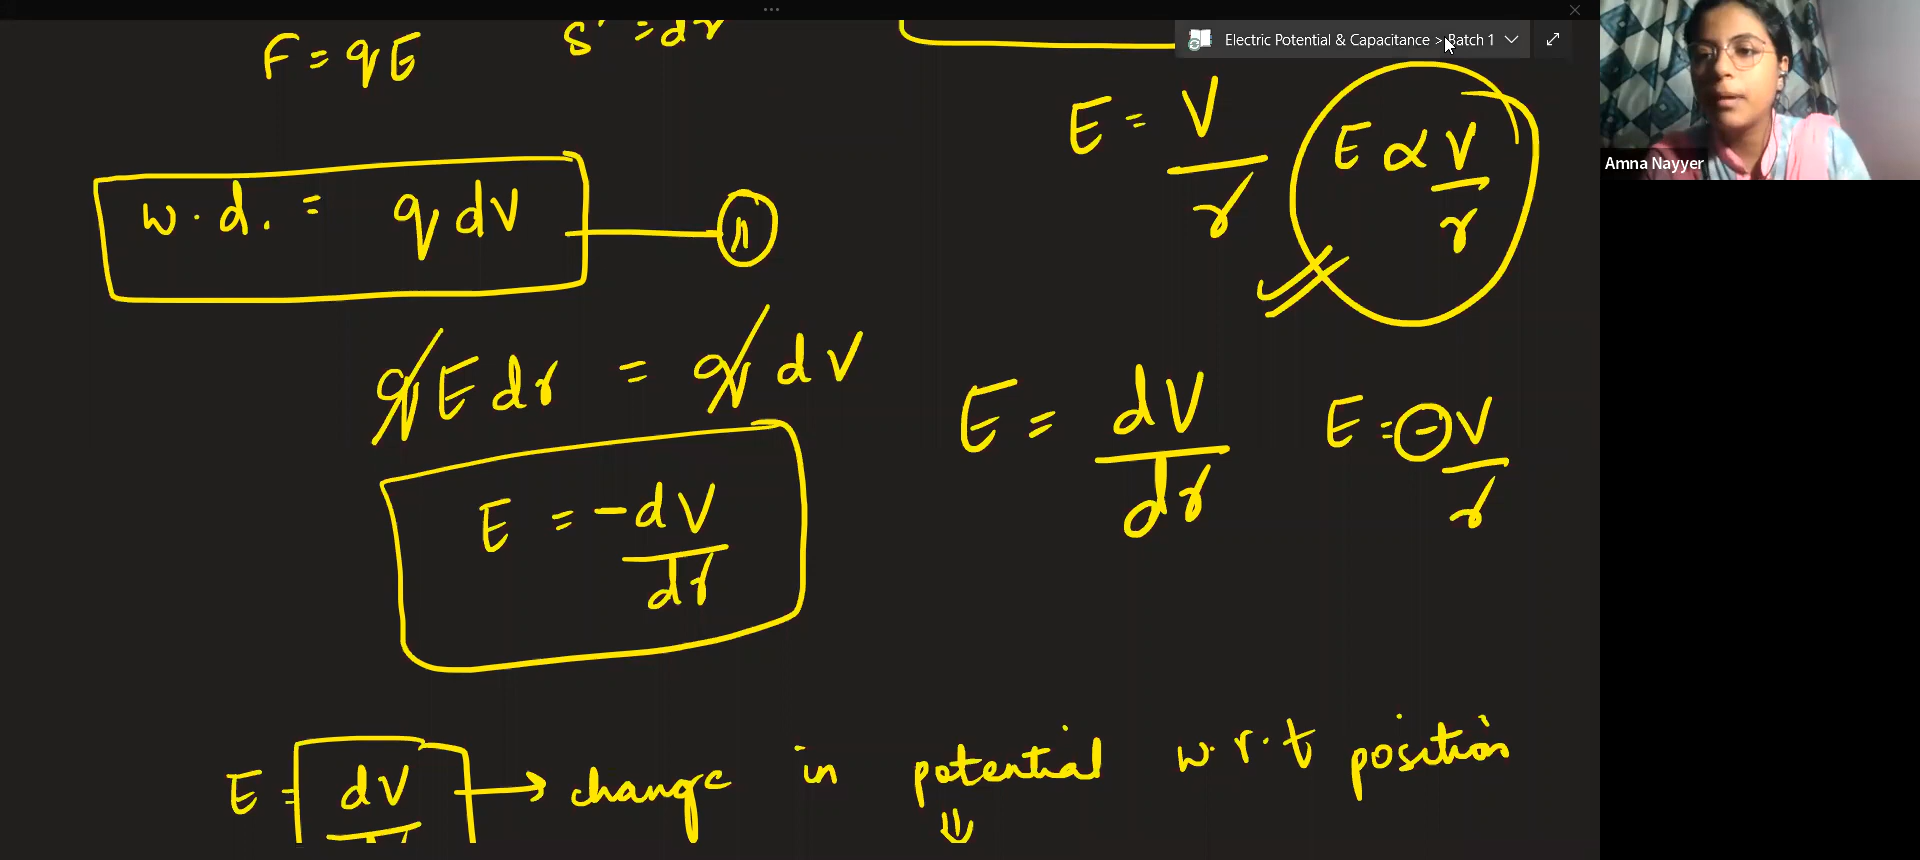 Electric Potential & Capacitance > Batch 1
Amna Nayyer
F = qE
S = dr
w.d. = q dV
E = V/r
E ∝ V/r
qE dr = q dV
E = -dV/dr
E = dV/dr
E = -V/r
E = dV → change in potential w.r.t position
⇓